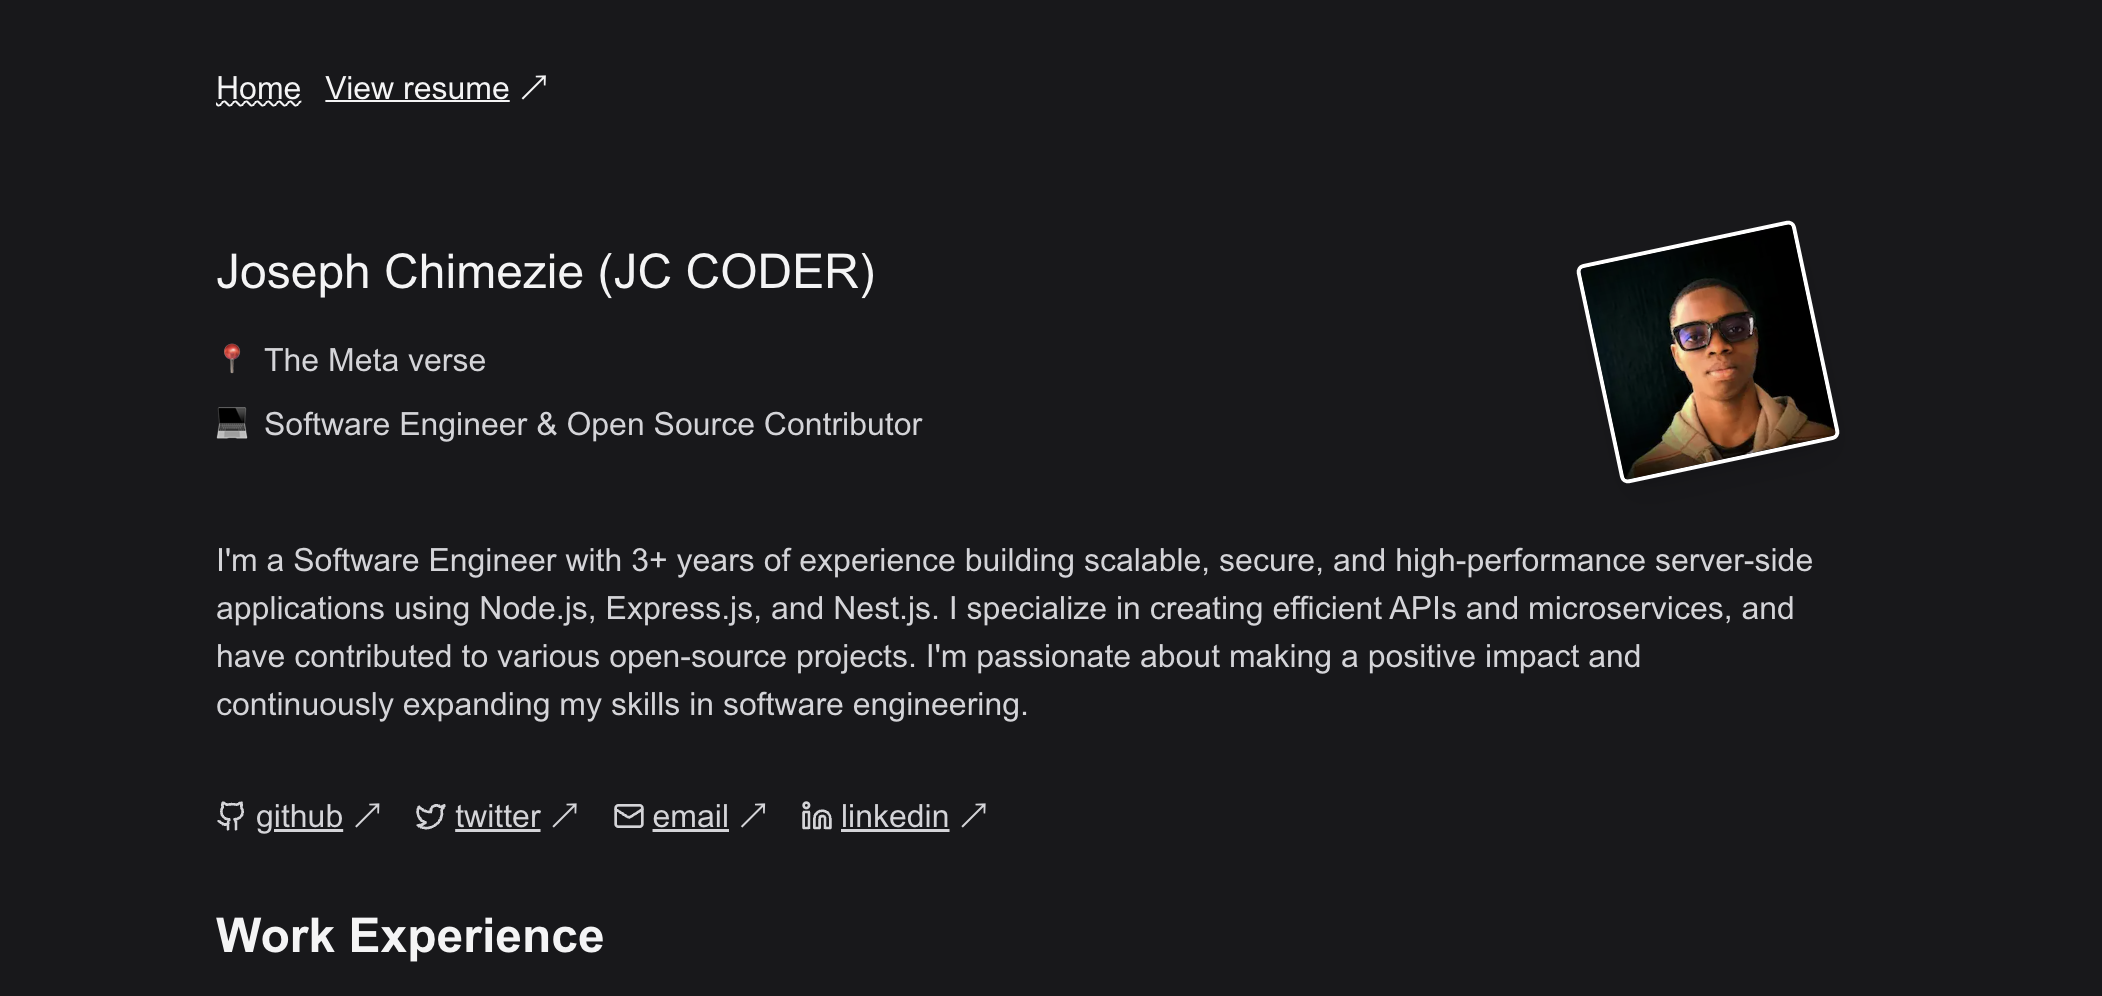 Home View resume
Joseph Chimezie (JC CODER)
The Meta verse
Software Engineer & Open Source Contributor
I'm a Software Engineer with 3+ years of experience building scalable, secure, and high-performance server-side
applications using Node.js, Express.js, and Nest.js. I specialize in creating efficient APIs and microservices, and
have contributed to various open-source projects. I'm passionate about making a positive impact and
continuously expanding my skills in software engineering.
github twitter email linkedin
Work Experience